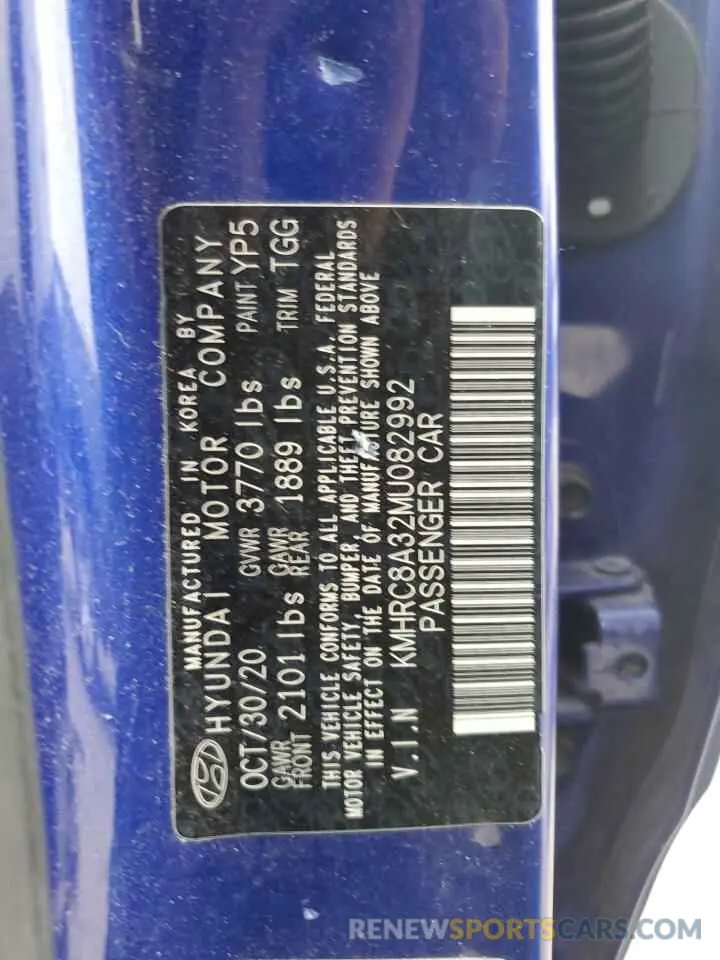 MANUFACTURED IN KOREA BY
HYUNDAI MOTOR COMPANY
OCT/30/20 GVWR 3770 lbs PAINT YP5
GAWR FRONT 2101 lbs GAWR REAR 1889 lbs TRIM TGG
THIS VEHICLE CONFORMS TO ALL APPLICABLE U.S.A. FEDERAL
MOTOR VEHICLE SAFETY, BUMPER, AND THEFT PREVENTION STANDARDS
IN EFFECT ON THE DATE OF MANUFACTURE SHOWN ABOVE
V.I.N KMHRC8A32MU082992
PASSENGER CAR
RENEWSPORTSCARS.COM